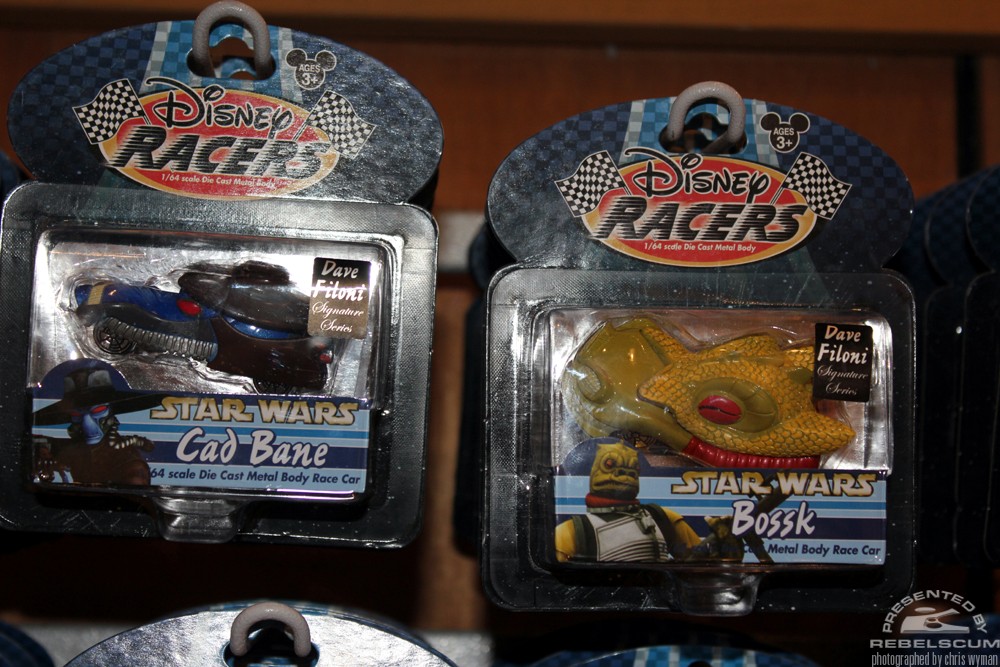 AGES
3+
DISNEY
RACERS
1/64 scale Die Cast Metal Body
Dave
Filoni
Signature
Series
STAR WARS
Cad Bane
/64 scale Die Cast Metal Body Race Car
AGES
3+
DISNEY
RACERS
1/64 scale Die Cast Metal Body
Dave
Filoni
Signature
Series
STAR WARS
Bossk
Cast Metal Body Race Car
PRESENTED BY
REBELSCUM
photographed by chris wyman